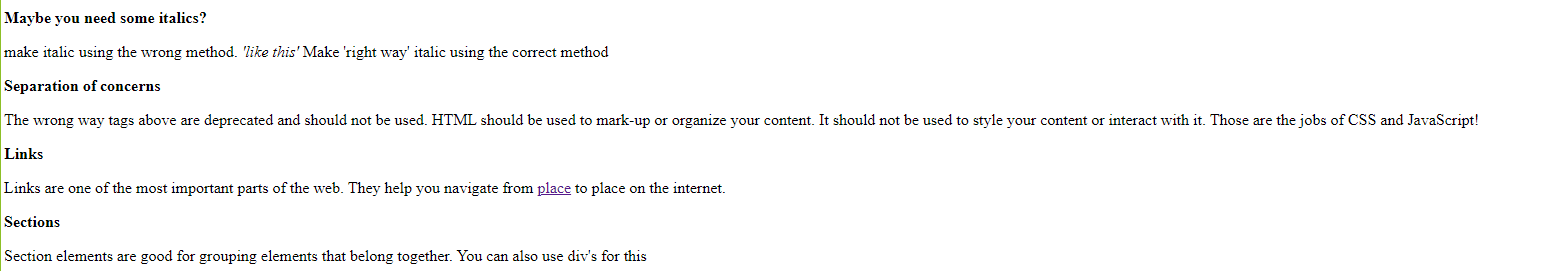 Maybe you need some italics?
make italic using the wrong method. 'like this' Make 'right way' italic using the correct method
Separation of concerns
The wrong way tags above are deprecated and should not be used. HTML should be used to mark-up or organize your content. It should not be used to style your content or interact with it. Those are the jobs of CSS and JavaScript!
Links
Links are one of the most important parts of the web. They help you navigate from place to place on the internet.
Sections
Section elements are good for grouping elements that belong together. You can also use div's for this